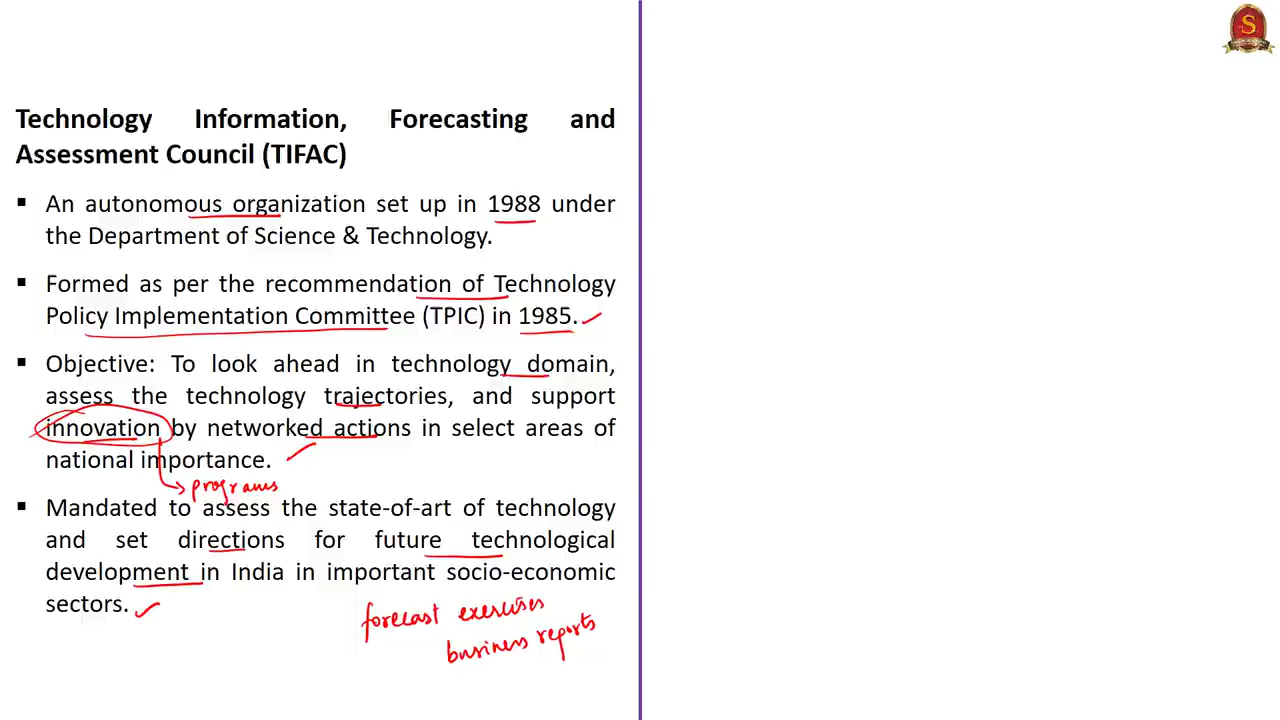 Technology Information, Forecasting and
Assessment Council (TIFAC)
▪ An autonomous organization set up in 1988 under
the Department of Science & Technology.
▪ Formed as per the recommendation of Technology
Policy Implementation Committee (TPIC) in 1985.
▪ Objective: To look ahead in technology domain,
assess the technology trajectories, and support
innovation by networked actions in select areas of
national importance.
programs
▪ Mandated to assess the state-of-art of technology
and set directions for future technological
development in India in important socio-economic
sectors.
forecast exercises
business reports
S